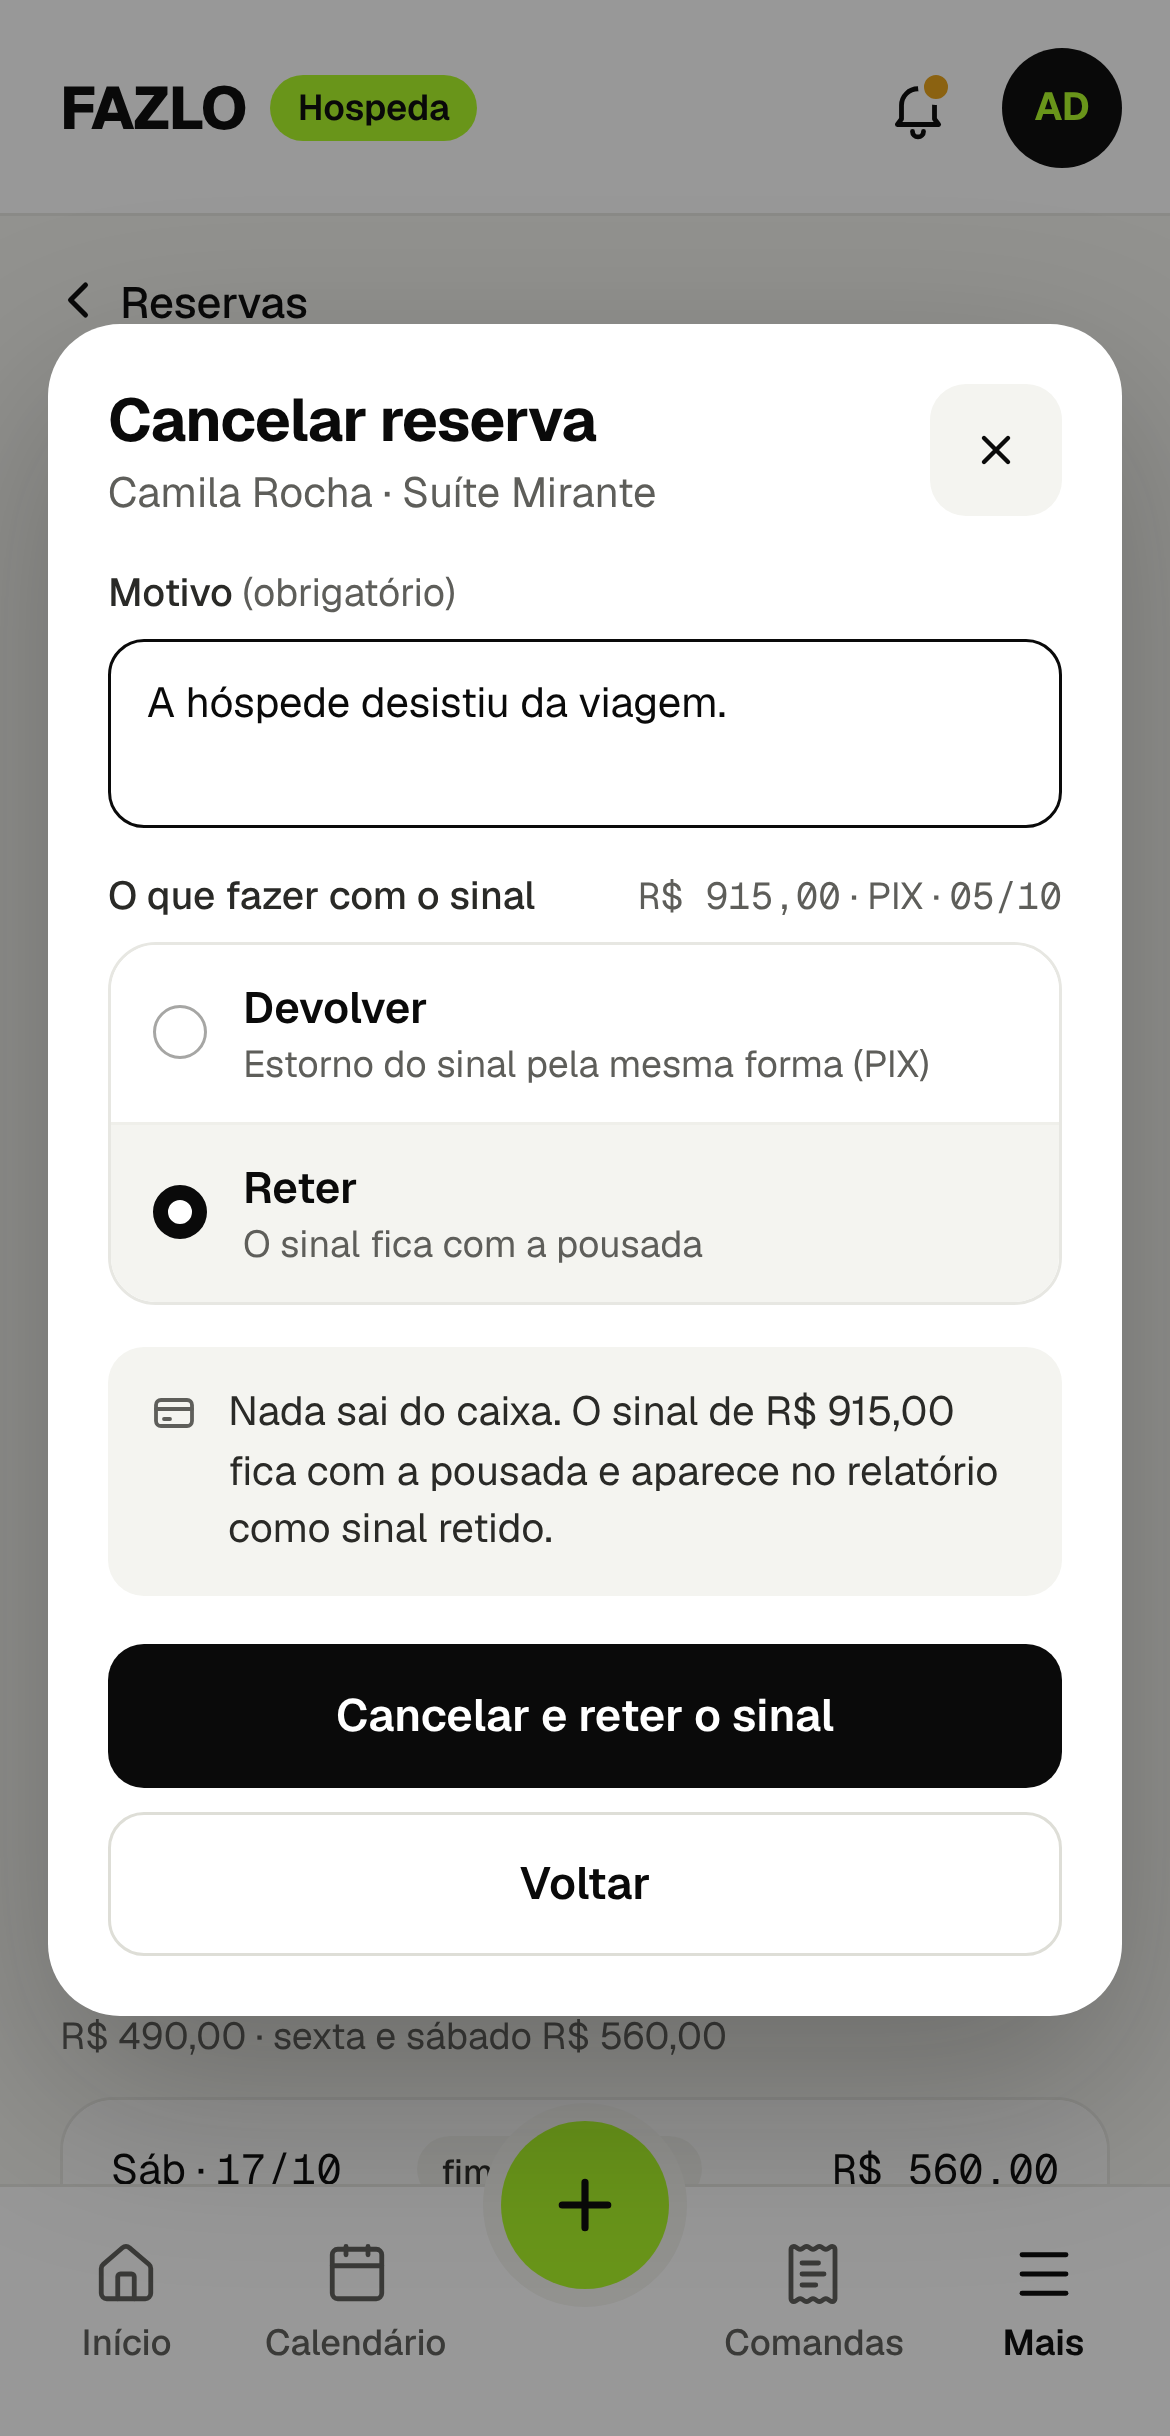 FAZLO Hospeda AD
Reservas
Cancelar reserva
Camila Rocha · Suíte Mirante
Motivo (obrigatório)
A hóspede desistiu da viagem.
O que fazer com o sinal R$ 915,00 · PIX · 05/10
Devolver
Estorno do sinal pela mesma forma (PIX)
Reter
O sinal fica com a pousada
Nada sai do caixa. O sinal de R$ 915,00
fica com a pousada e aparece no relatório
como sinal retido.
Cancelar e reter o sinal
Voltar
R$ 490,00 · sexta e sábado R$ 560,00
Sáb · 17/10 R$ 560,00
Início Calendário Comandas Mais